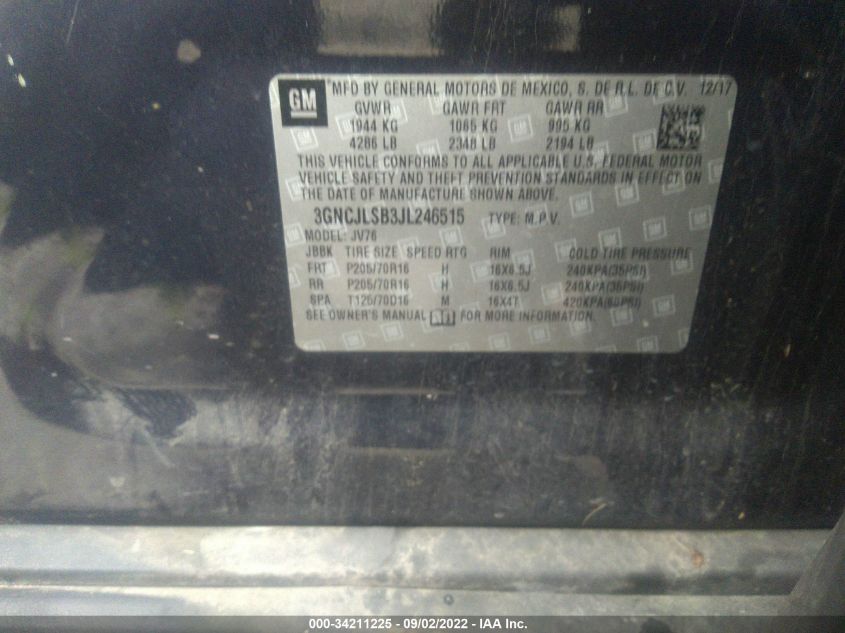 GM
MFD BY GENERAL MOTORS DE MEXICO, S. DE R.L. DE C.V. 12/17
GVWR GAWR FRT GAWR RR
1944 KG 1065 KG 995 KG
4286 LB 2348 LB 2194 LB
THIS VEHICLE CONFORMS TO ALL APPLICABLE U.S. FEDERAL MOTOR
VEHICLE SAFETY AND THEFT PREVENTION STANDARDS IN EFFECT ON
THE DATE OF MANUFACTURE SHOWN ABOVE.
3GNCJLSB3JL246515 TYPE: M.P.V.
MODEL: JV76
JBBK TIRE SIZE SPEED RTG RIM COLD TIRE PRESSURE
FRT P205/70R16 H 16X6.5J 240KPA(35PSI)
RR P205/70R16 H 16X6.5J 240KPA(35PSI)
SPA T125/70D16 M 16X4T 420KPA(60PSI)
SEE OWNER'S MANUAL FOR MORE INFORMATION.
000-34211225 - 09/02/2022 - IAA Inc.